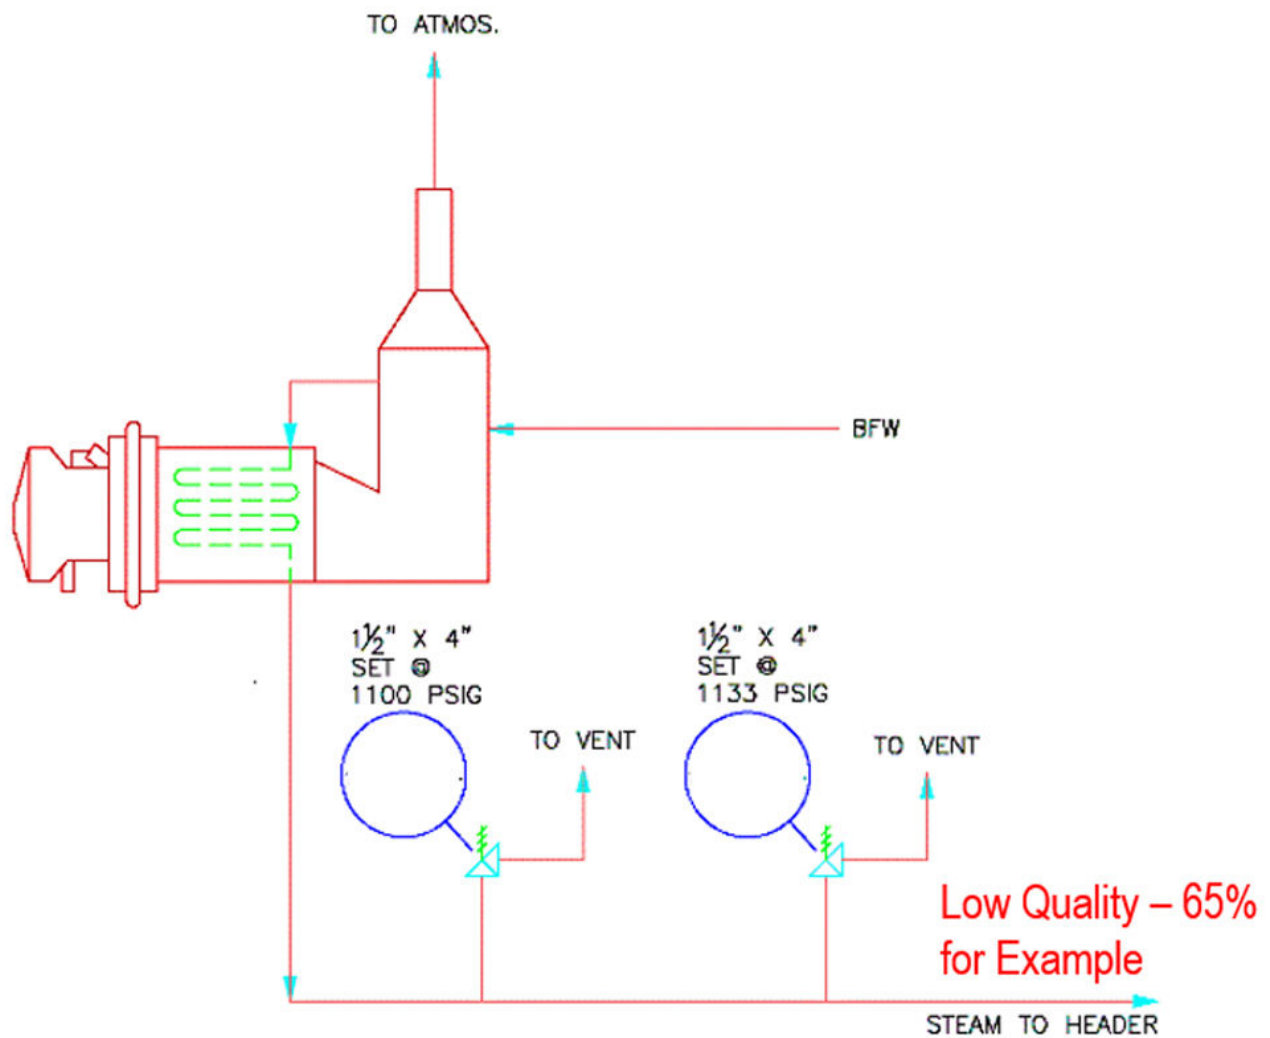 TO ATMOS.
BFW
1½" X 4"
SET @
1100 PSIG
1½" X 4"
SET @
1133 PSIG
TO VENT
TO VENT
Low Quality – 65%
for Example
STEAM TO HEADER